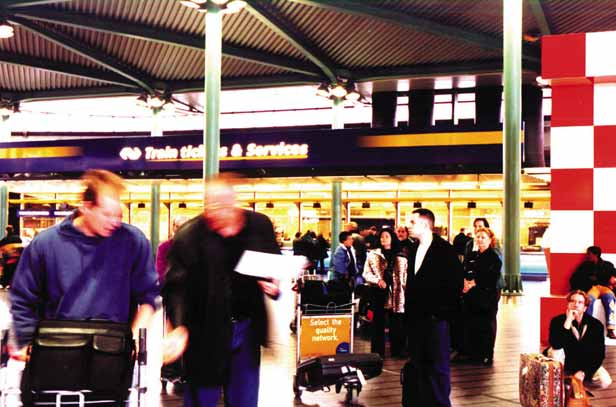 Train tickets & Services
Select the
quality
network.